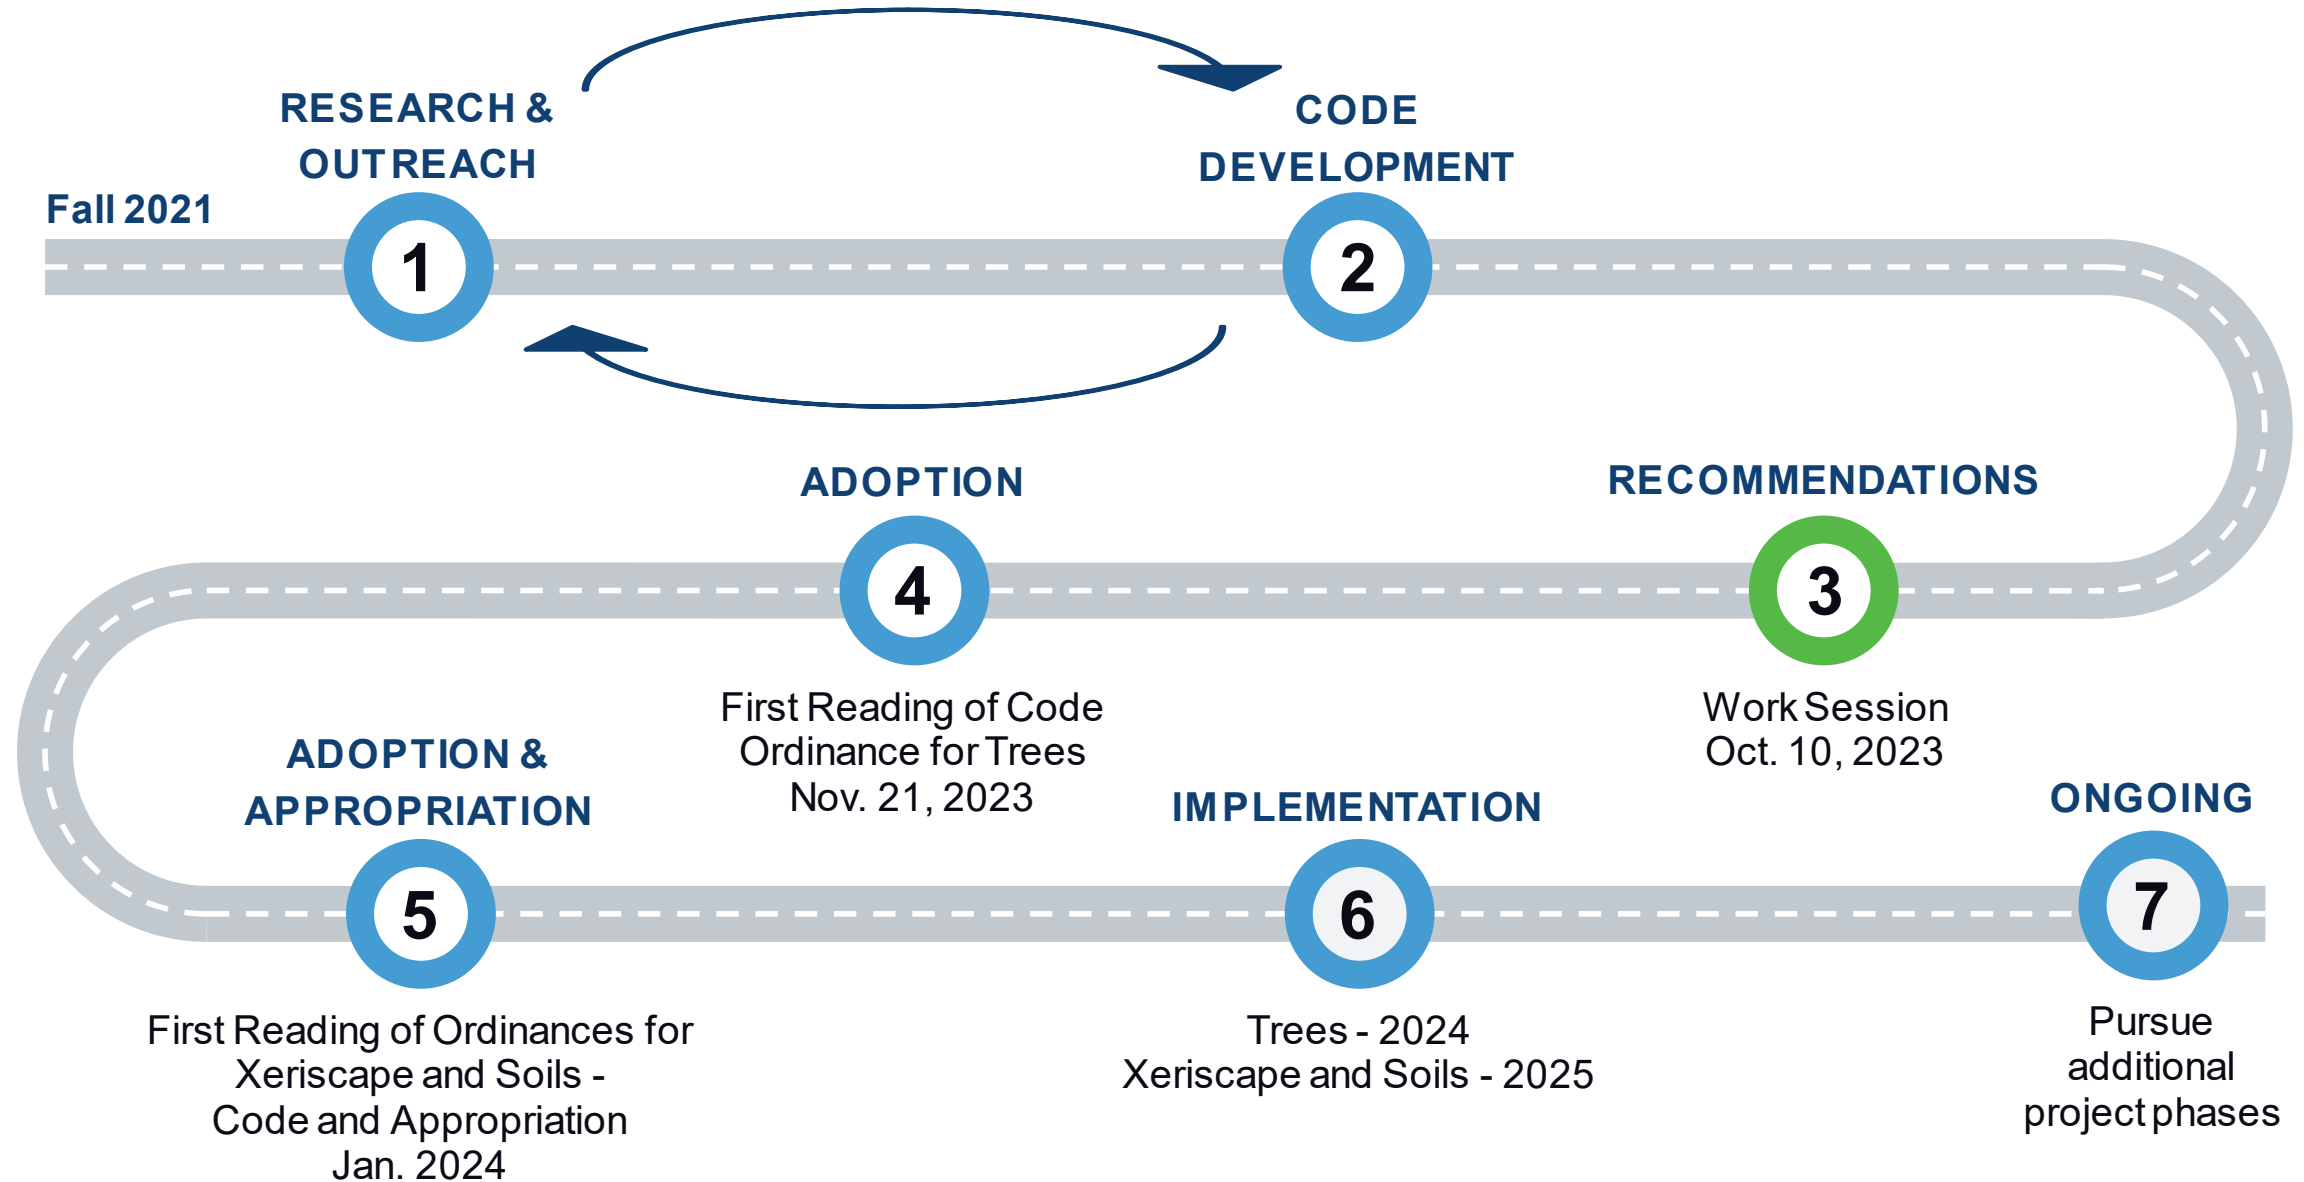 Fall 2021
RESEARCH &
OUTREACH
1
CODE
DEVELOPMENT
2
RECOMMENDATIONS
3
Work Session
Oct. 10, 2023
ADOPTION
4
First Reading of Code
Ordinance for Trees
Nov. 21, 2023
ADOPTION &
APPROPRIATION
5
First Reading of Ordinances for
Xeriscape and Soils -
Code and Appropriation
Jan. 2024
IMPLEMENTATION
6
Trees - 2024
Xeriscape and Soils - 2025
ONGOING
7
Pursue
additional
project phases